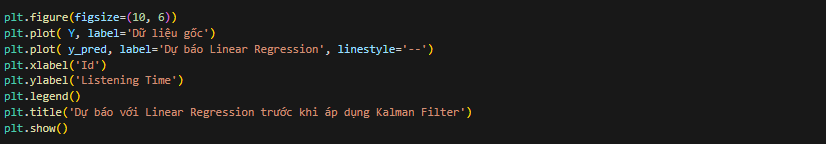 plt.figure(figsize=(10, 6))
plt.plot( Y, label='Dữ liệu gốc')
plt.plot( y_pred, label='Dự báo Linear Regression', linestyle='--')
plt.xlabel('Id')
plt.ylabel('Listening Time')
plt.legend()
plt.title('Dự báo với Linear Regression trước khi áp dụng Kalman Filter')
plt.show()